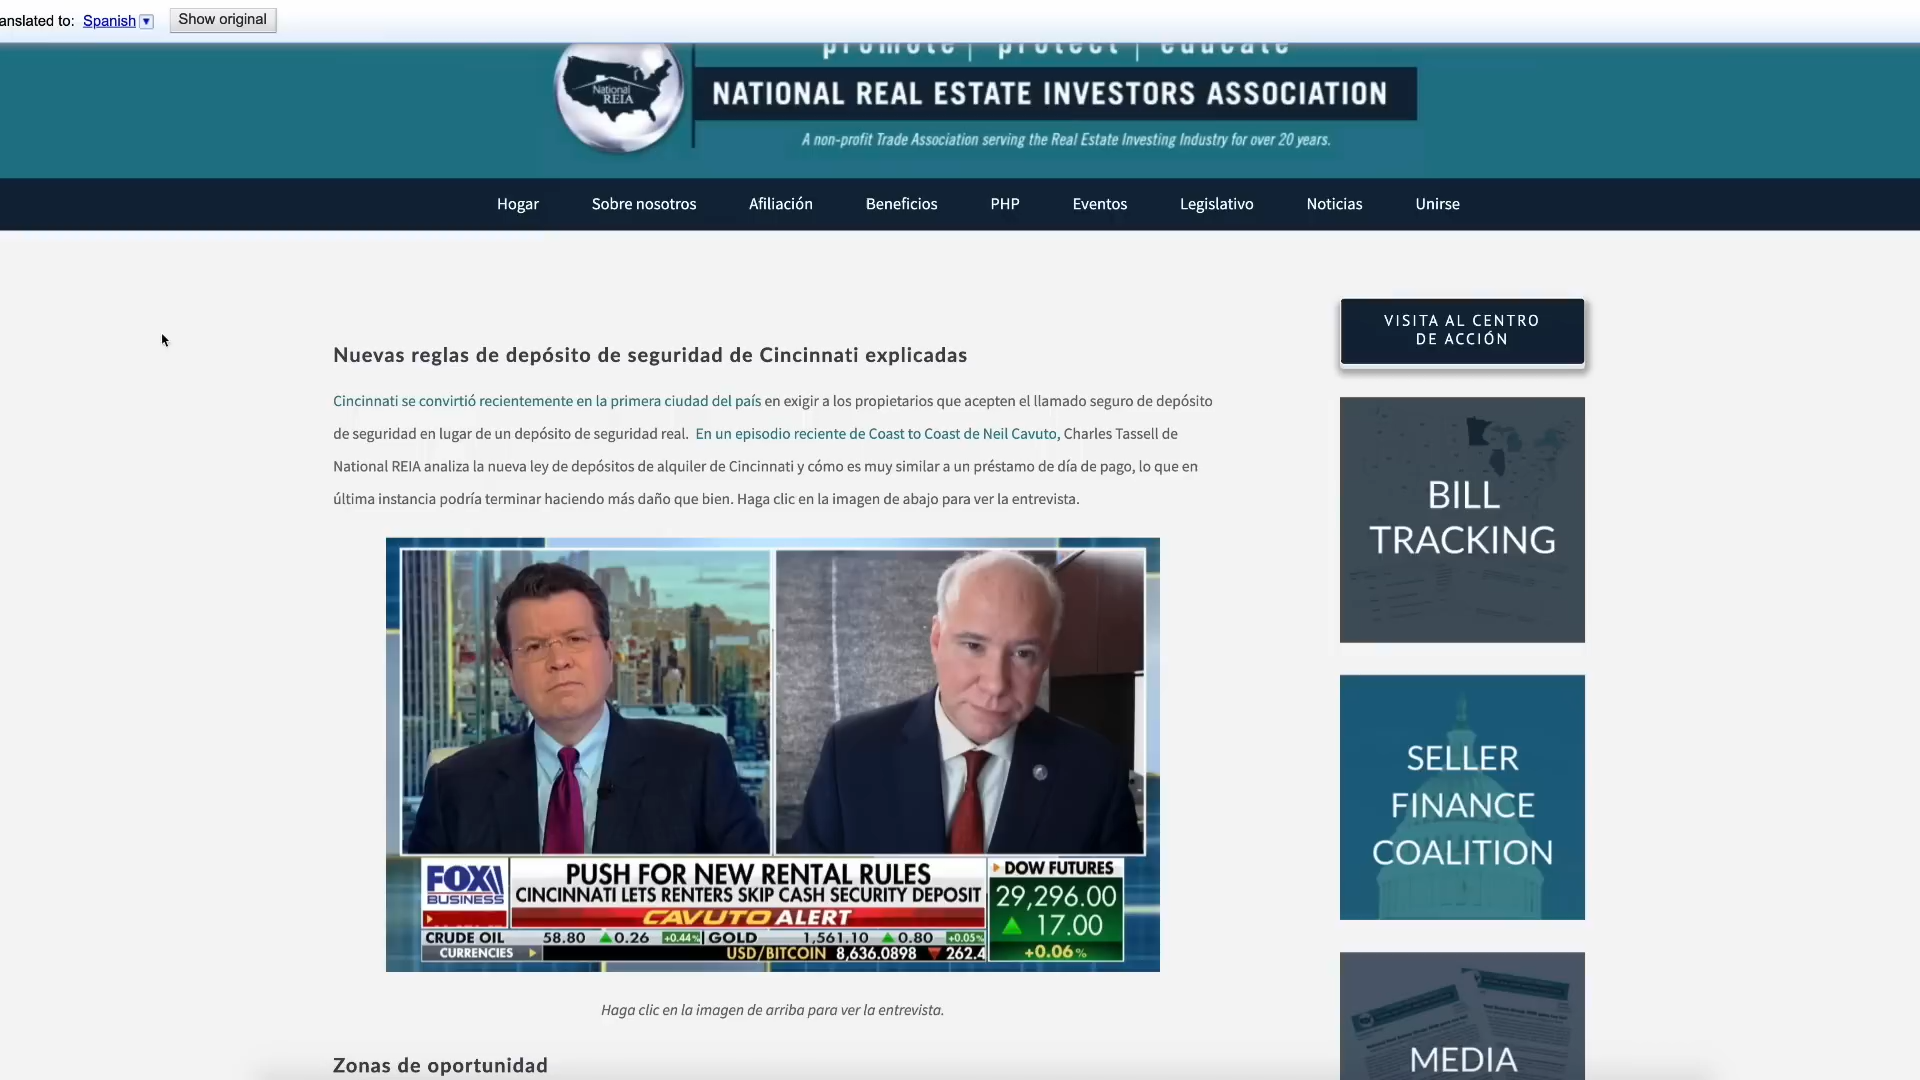 anslated to: Spanish Show original
promote | protect | educate
National
REIA
NATIONAL REAL ESTATE INVESTORS ASSOCIATION
A non-profit Trade Association serving the Real Estate Investing Industry for over 20 years.
Hogar Sobre nosotros Afiliación Beneficios PHP Eventos Legislativo Noticias Unirse
VISITA AL CENTRO
DE ACCIÓN
Nuevas reglas de depósito de seguridad de Cincinnati explicadas
Cincinnati se convirtió recientemente en la primera ciudad del país en exigir a los propietarios que acepten el llamado seguro de depósito
de seguridad en lugar de un depósito de seguridad real. En un episodio reciente de Coast to Coast de Neil Cavuto, Charles Tassell de
National REIA analiza la nueva ley de depósitos de alquiler de Cincinnati y cómo es muy similar a un préstamo de día de pago, lo que en
última instancia podría terminar haciendo más daño que bien. Haga clic en la imagen de abajo para ver la entrevista.
BILL
TRACKING
SELLER
FINANCE
COALITION
FOX
BUSINESS
PUSH FOR NEW RENTAL RULES
CINCINNATI LETS RENTERS SKIP CASH SECURITY DEPOSIT
CAVUTO ALERT
DOW FUTURES
29,296.00
17.00
+0.06%
CRUDE OIL 58.80 0.26 +0.44% GOLD 1,561.10 0.80 +0.05%
CURRENCIES USD/BITCOIN 8,636.0898 262.4
Haga clic en la imagen de arriba para ver la entrevista.
Zonas de oportunidad
MEDIA